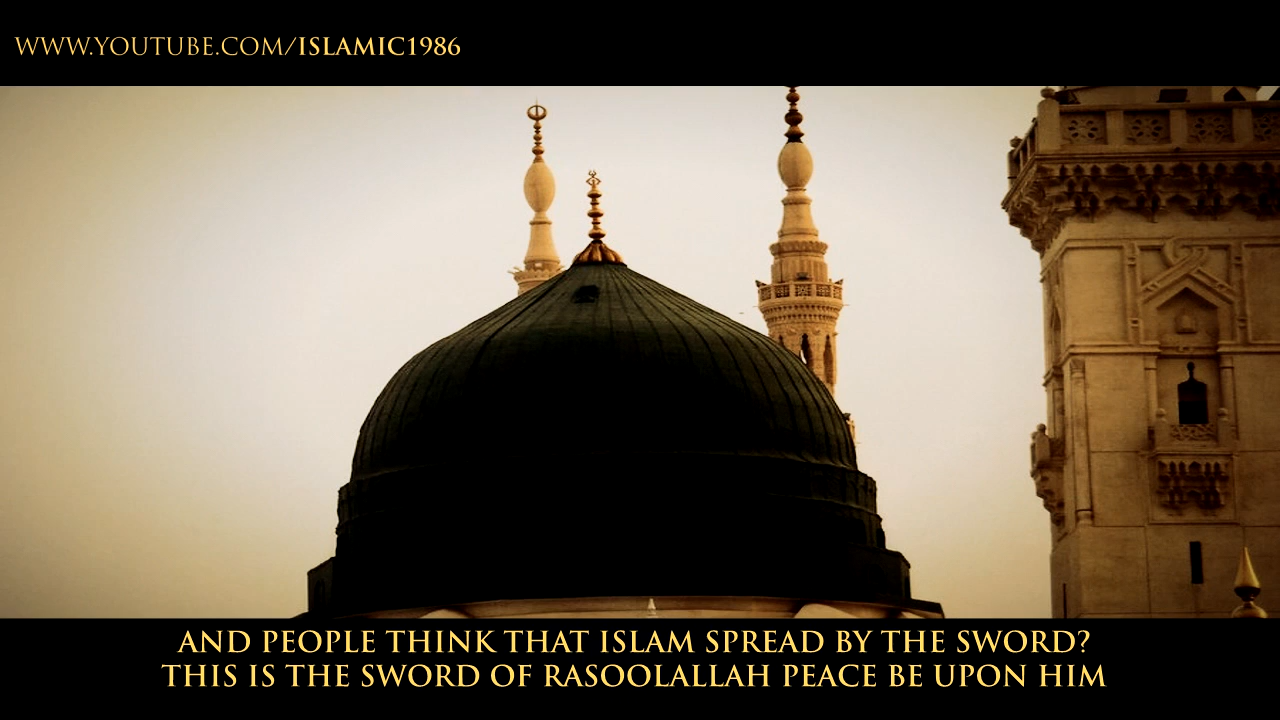 WWW.YOUTUBE.COM/ISLAMIC1986
AND PEOPLE THINK THAT ISLAM SPREAD BY THE SWORD?
THIS IS THE SWORD OF RASOOLALLAH PEACE BE UPON HIM